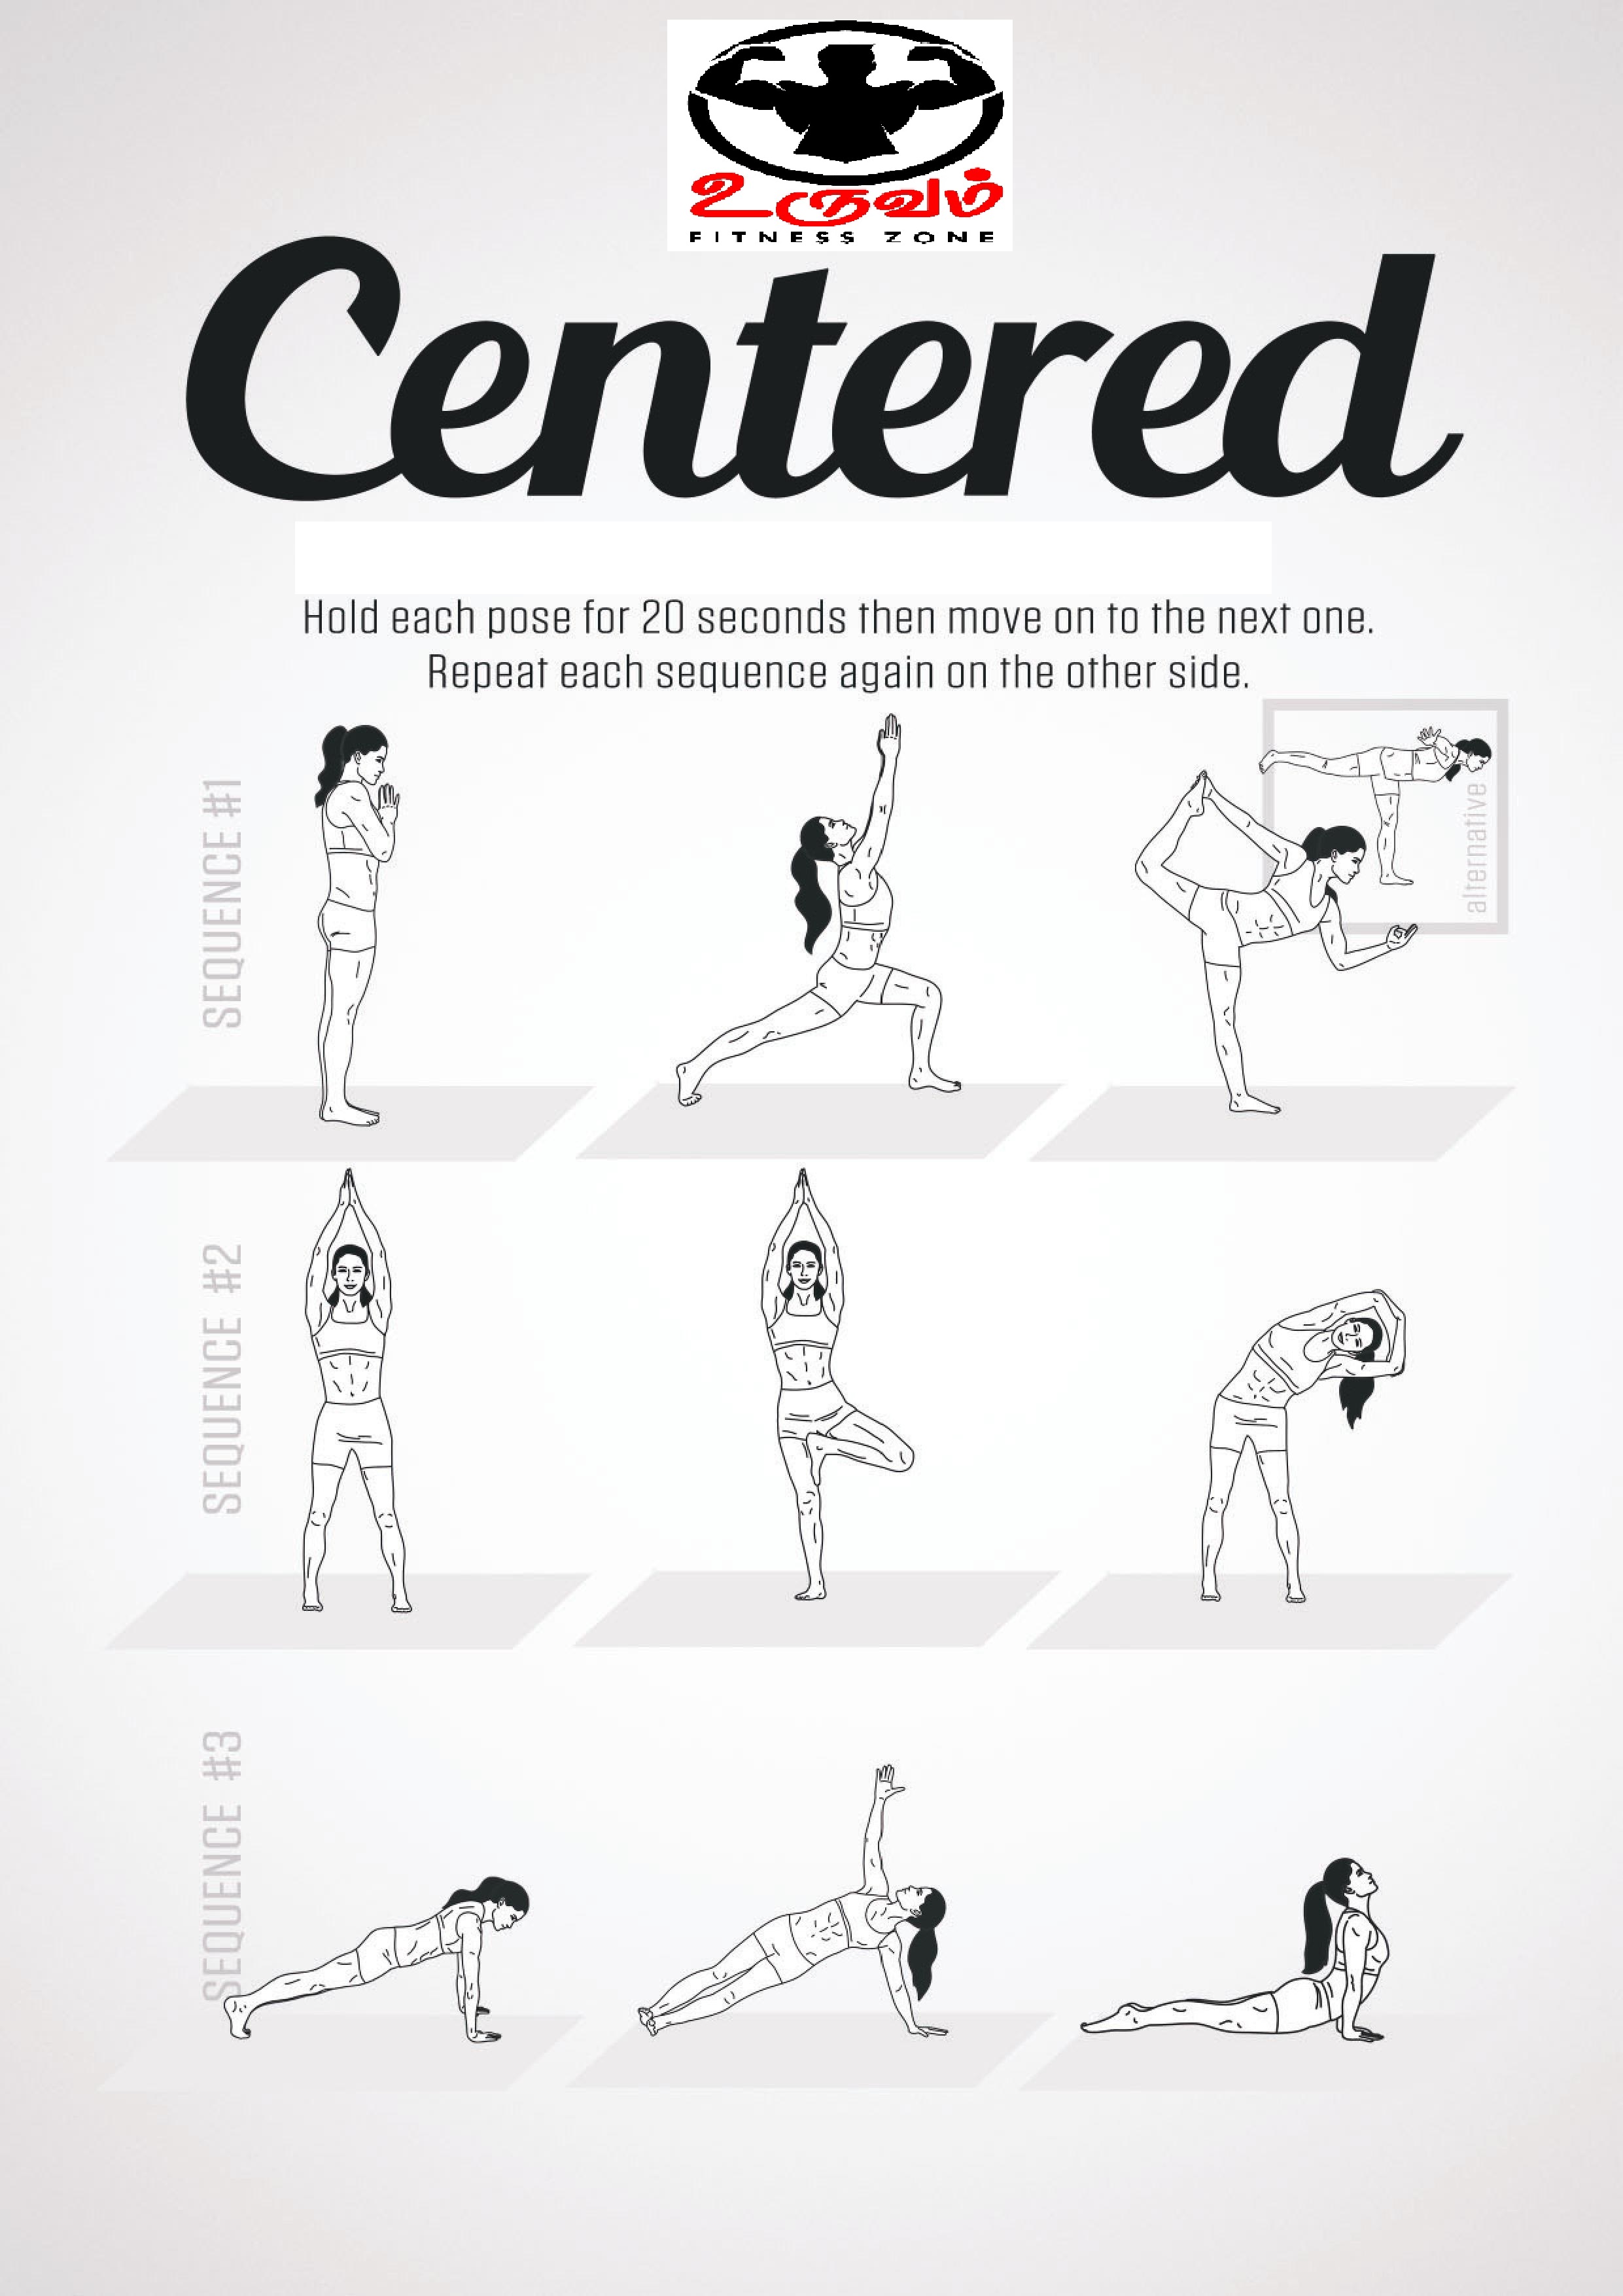 உருவம்
FITNESS ZONE
Centered
Hold each pose for 20 seconds then move on to the next one.
Repeat each sequence again on the other side.
SEQUENCE #1
alternative
SEQUENCE #2
SEQUENCE #3